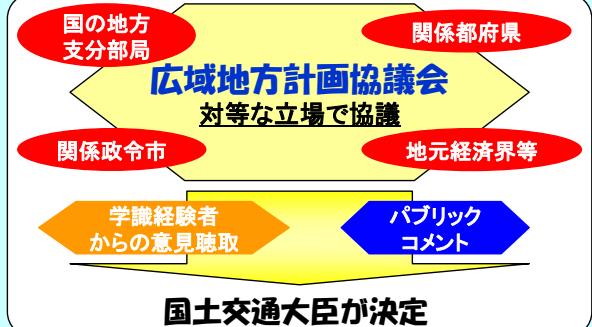 国の地方
支分部局
関係都府県
広域地方計画協議会
対等な立場で協議
関係政令市
地元経済界等
学識経験者
からの意見聴取
パブリック
コメント
国土交通大臣が決定